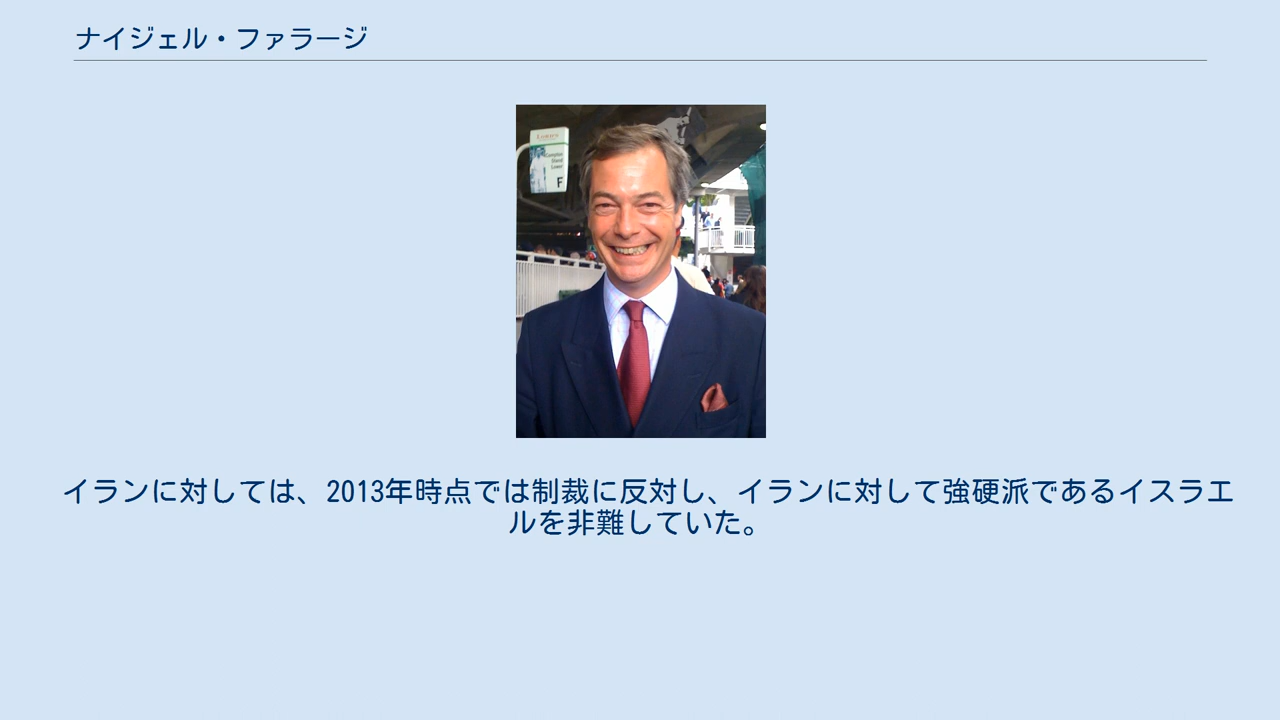 ナイジェル・ファラージ
Compton
Stand
Lower
F
イランに対しては、2013年時点では制裁に反対し、イランに対して強硬派であるイスラエ
ルを非難していた。